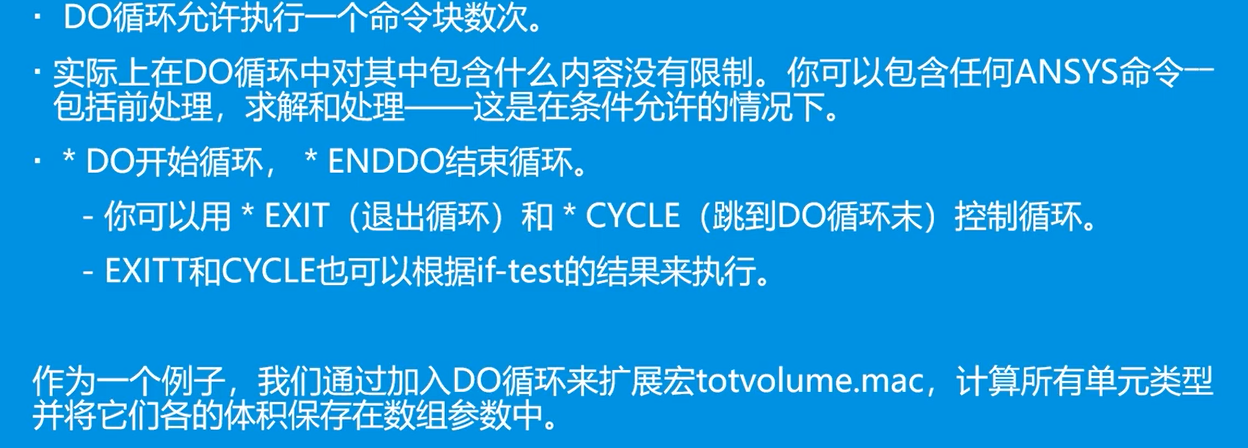 · DO循环允许执行一个命令块数次。
· 实际上在DO循环中对其中包含什么内容没有限制。你可以包含任何ANSYS命令一
包括前处理，求解和处理——这是在条件允许的情况下。
· * DO开始循环， * ENDDO结束循环。
- 你可以用 * EXIT（退出循环）和 * CYCLE（跳到DO循环末）控制循环。
- EXITT和CYCLE也可以根据if-test的结果来执行。
作为一个例子，我们通过加入DO循环来扩展宏totvolume.mac，计算所有单元类型
并将它们各的体积保存在数组参数中。